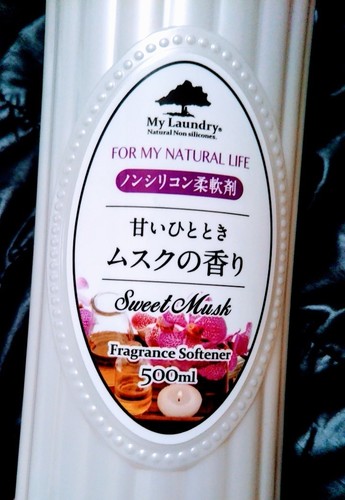 My Laundry®
Natural Non silicones.
FOR MY NATURAL LIFE
ノンシリコン柔軟剤
甘いひととき
ムスクの香り
Sweet Musk
Fragrance Softener
500ml